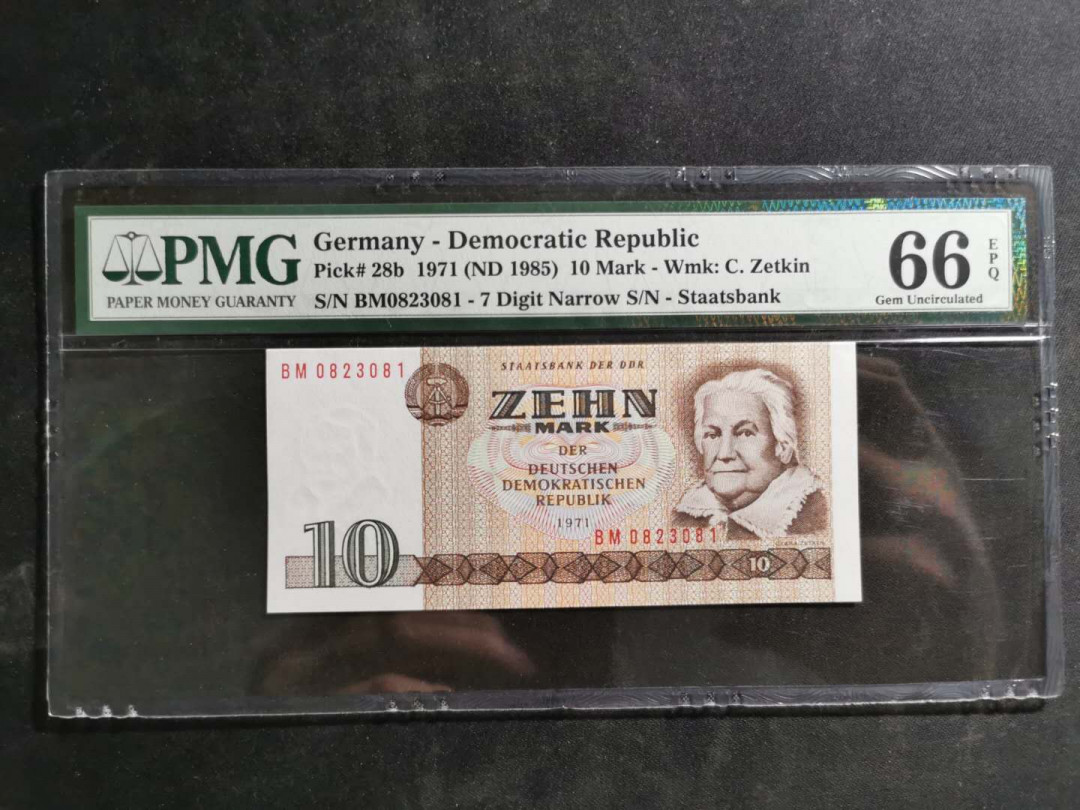 PMG
PAPER MONEY GUARANTY
Germany - Democratic Republic
Pick# 28b 1971 (ND 1985) 10 Mark - Wmk: C. Zetkin
S/N BM0823081 - 7 Digit Narrow S/N - Staatsbank
66
Gem Uncirculated
EPQ
BM 0823081
STAATSBANK DER DDR
ZEHN
MARK
DER
DEUTSCHEN
DEMOKRATISCHEN
REPUBLIK
1971
BM 0823081
10
10